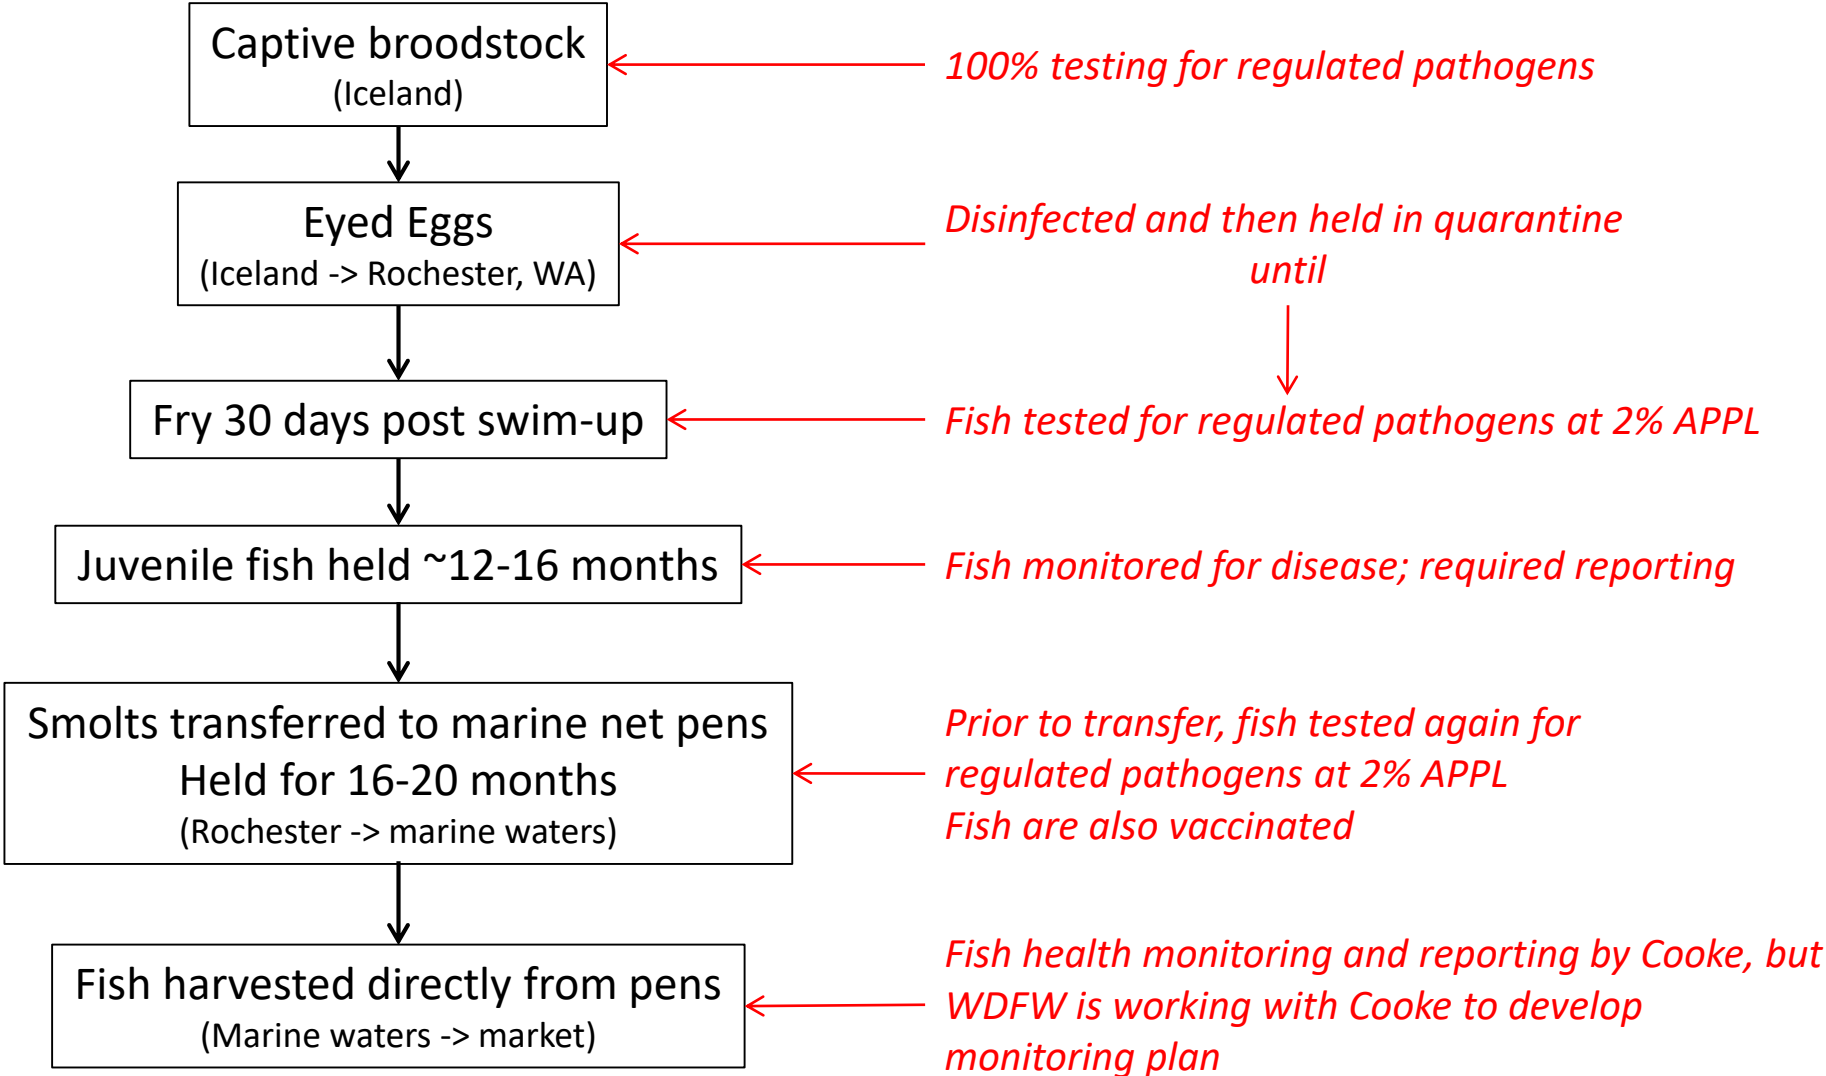 Captive broodstock
(Iceland)
100% testing for regulated pathogens
Eyed Eggs
(Iceland -> Rochester, WA)
Disinfected and then held in quarantine
until
Fry 30 days post swim-up
Fish tested for regulated pathogens at 2% APPL
Juvenile fish held ~12-16 months
Fish monitored for disease; required reporting
Smolts transferred to marine net pens
Held for 16-20 months
(Rochester -> marine waters)
Prior to transfer, fish tested again for
regulated pathogens at 2% APPL
Fish are also vaccinated
Fish harvested directly from pens
(Marine waters -> market)
Fish health monitoring and reporting by Cooke, but
WDFW is working with Cooke to develop
monitoring plan